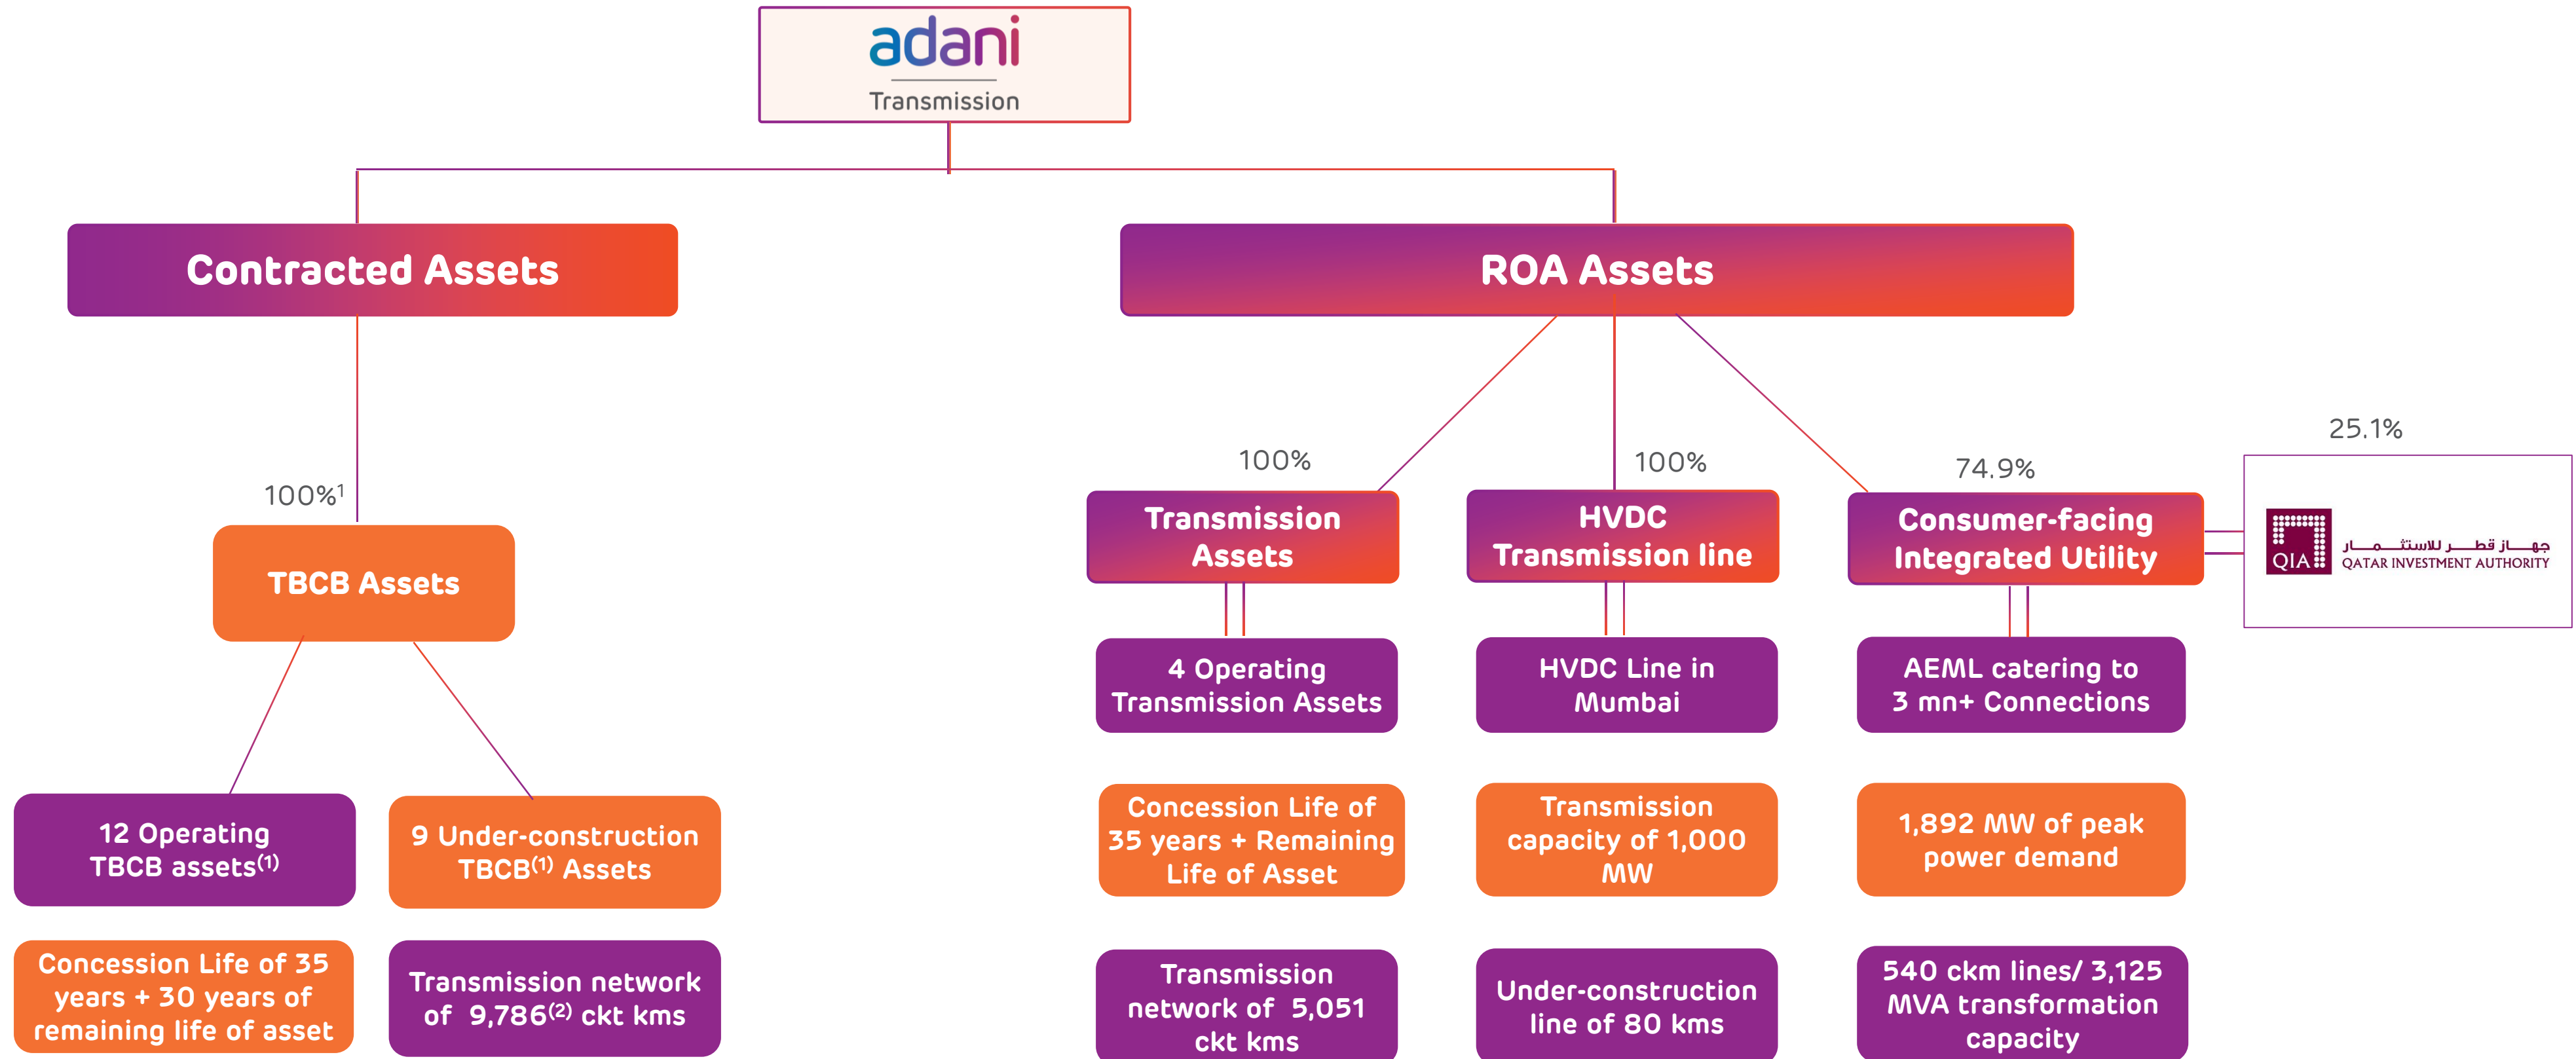 adani
Transmission
Contracted Assets
ROA Assets
100%¹
TBCB Assets
12 Operating
TBCB assets⁽¹⁾
9 Under-construction
TBCB⁽¹⁾ Assets
Concession Life of 35
years + 30 years of
remaining life of asset
Transmission network
of 9,786⁽²⁾ ckt kms
100%
Transmission
Assets
4 Operating
Transmission Assets
Concession Life of
35 years + Remaining
Life of Asset
Transmission
network of 5,051
ckt kms
100%
HVDC
Transmission line
HVDC Line in
Mumbai
Transmission
capacity of 1,000
MW
Under-construction
line of 80 kms
74.9%
Consumer-facing
Integrated Utility
AEML catering to
3 mn+ Connections
1,892 MW of peak
power demand
540 ckm lines/ 3,125
MVA transformation
capacity
25.1%
QIA
جهاز قطر للاستثمار
QATAR INVESTMENT AUTHORITY